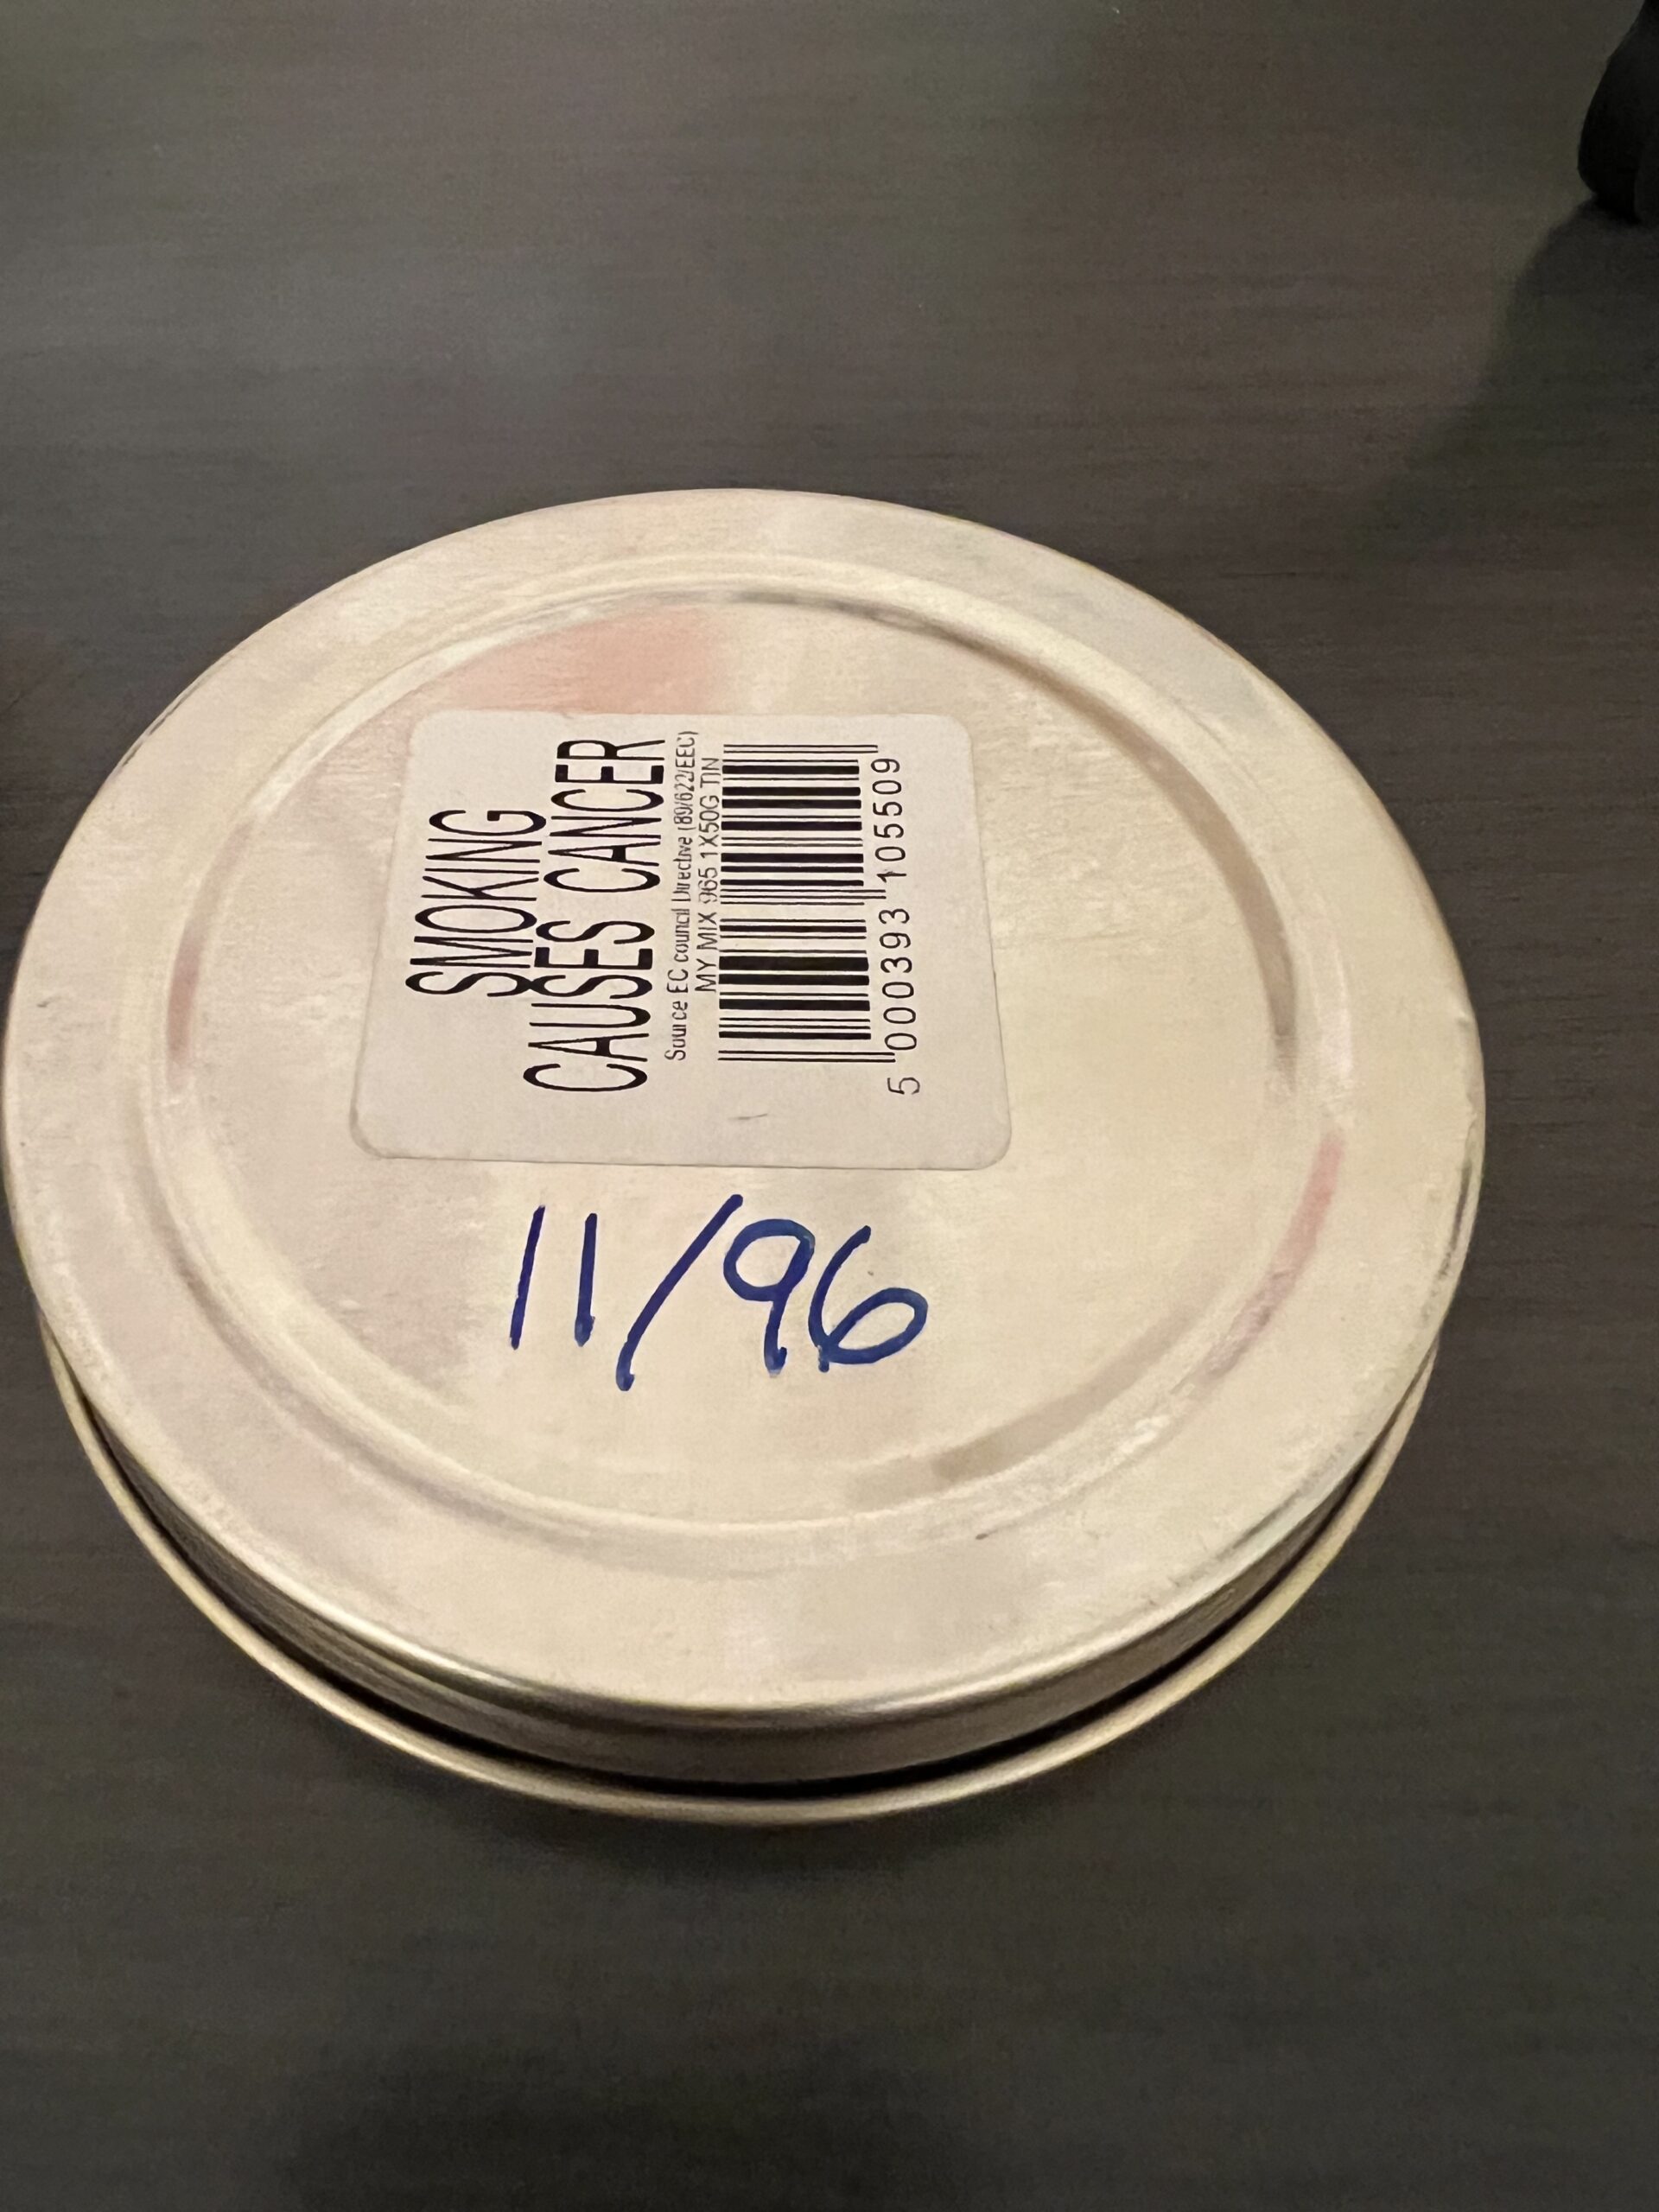 SMOKING
CAUSES CANCER
Source EC council Directive (89/622/EEC)
MY MIX 965 1X50G TIN
5 000393 105509
11/96